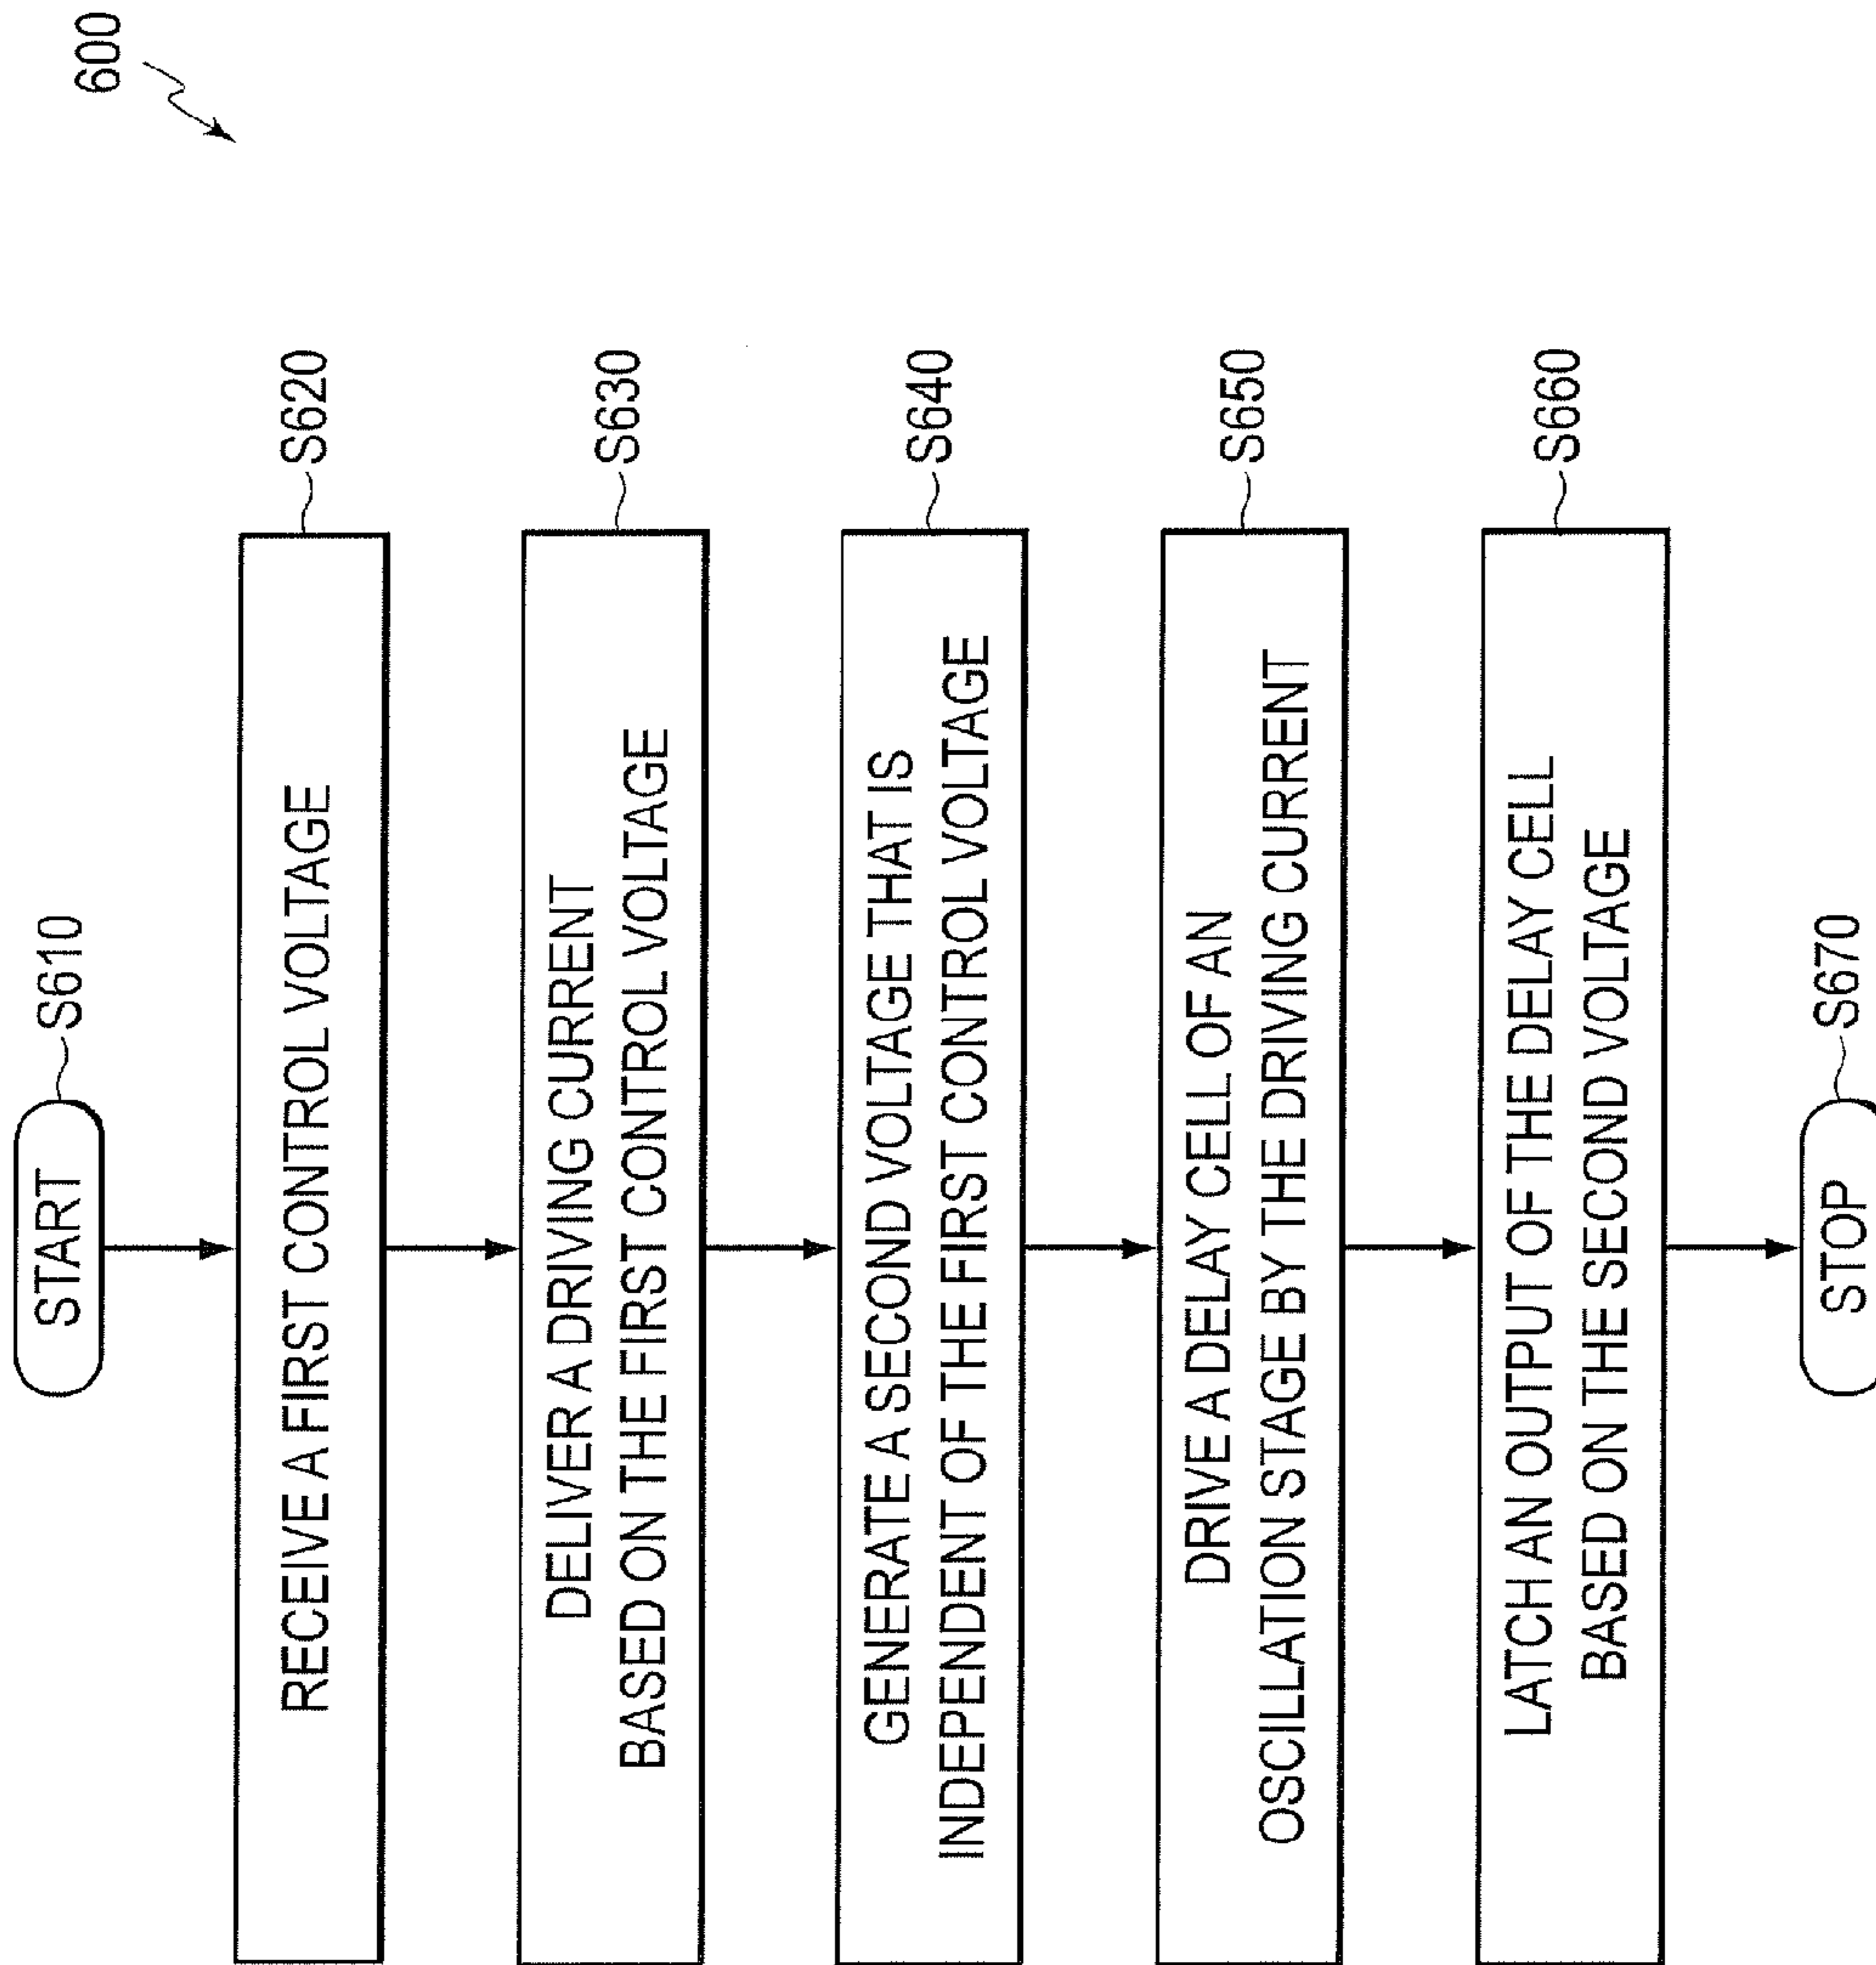 600
START
S610
RECEIVE A FIRST CONTROL VOLTAGE
S620
DELIVER A DRIVING CURRENT
BASED ON THE FIRST CONTROL VOLTAGE
S630
GENERATE A SECOND VOLTAGE THAT IS
INDEPENDENT OF THE FIRST CONTROL VOLTAGE
S640
DRIVE A DELAY CELL OF AN
OSCILLATION STAGE BY THE DRIVING CURRENT
S650
LATCH AN OUTPUT OF THE DELAY CELL
BASED ON THE SECOND VOLTAGE
S660
STOP
S670